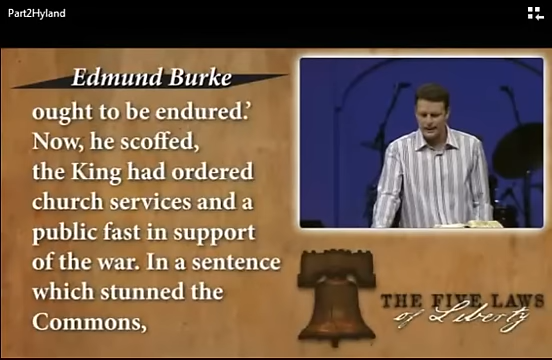 Part2Hyland
Edmund Burke
ought to be endured.’
Now, he scoffed,
the King had ordered
church services and a
public fast in support
of the war. In a sentence
which stunned the
Commons,
THE FIVE LAWS
of Liberty